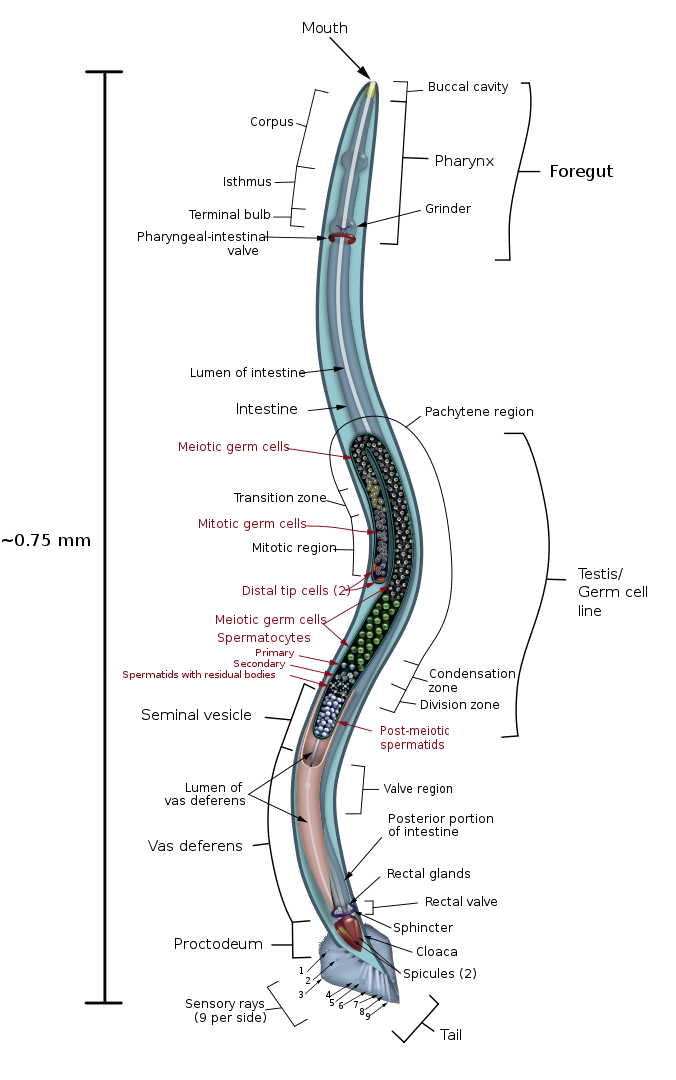 Mouth
Buccal cavity
Corpus
Pharynx
Foregut
Isthmus
Grinder
Terminal bulb
Pharyngeal-intestinal
valve
Lumen of intestine
Intestine
Pachytene region
Meiotic germ cells
Transition zone
Mitotic germ cells
~0.75 mm
Mitotic region
Testis/
Germ cell
line
Distal tip cells (2)
Meiotic germ cells
Spermatocytes
Primary
Secondary
Spermatids with residual bodies
Condensation
zone
Division zone
Seminal vesicle
Post-meiotic
spermatids
Lumen of
vas deferens
Valve region
Posterior portion
of intestine
Vas deferens
Rectal glands
Rectal valve
Sphincter
Proctodeum
Cloaca
Spicules (2)
1
2
3
4
5
6
7
8
9
Sensory rays
(9 per side)
Tail